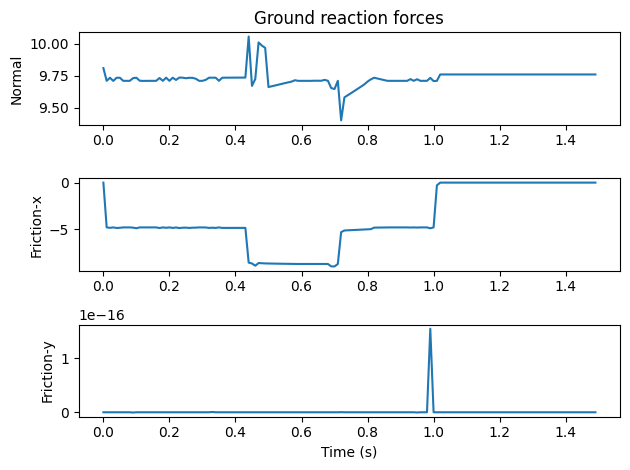 Ground reaction forces
Normal
10.00
9.75
9.50
0.0 0.2 0.4 0.6 0.8 1.0 1.2 1.4
Friction-x
0
−5
0.0 0.2 0.4 0.6 0.8 1.0 1.2 1.4
1e−16
Friction-y
1
0
0.0 0.2 0.4 0.6 0.8 1.0 1.2 1.4
Time (s)